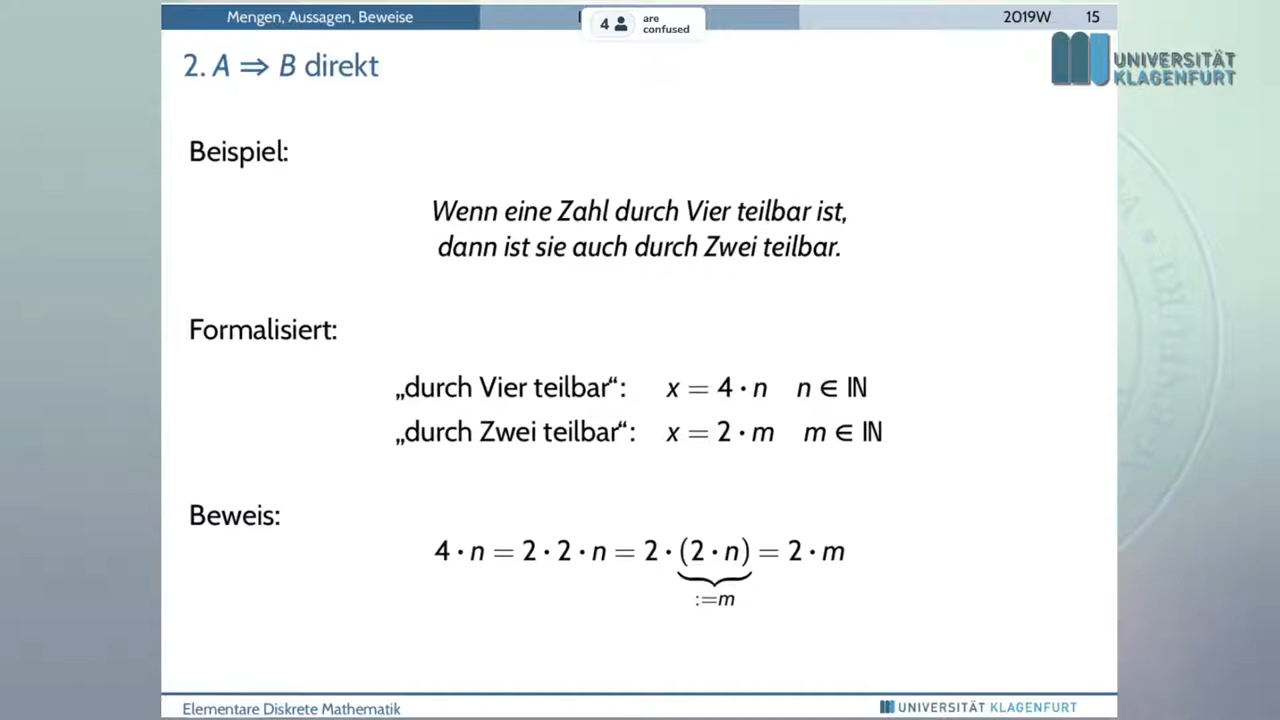 Mengen, Aussagen, Beweise
4 are confused
2019W 15
2. A ⇒ B direkt
UNIVERSITÄT
KLAGENFURT
Beispiel:
Wenn eine Zahl durch Vier teilbar ist,
dann ist sie auch durch Zwei teilbar.
Formalisiert:
„durch Vier teilbar“: x = 4 · n n ∈ ℕ
„durch Zwei teilbar“: x = 2 · m m ∈ ℕ
Beweis:
4 · n = 2 · 2 · n = 2 · (2 · n) = 2 · m
:=m
Elementare Diskrete Mathematik
UNIVERSITÄT KLAGENFURT